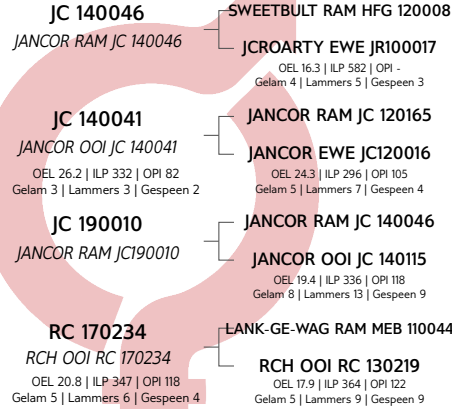 JC 140046
JANCOR RAM JC 140046
SWEETBULT RAM HFG 120008
JCROARTY EWE JR100017
OEL 16.3 | ILP 582 | OPI -
Gelam 4 | Lammers 5 | Gespeen 3
JC 140041
JANCOR OOI JC 140041
OEL 26.2 | ILP 332 | OPI 82
Gelam 3 | Lammers 3 | Gespeen 2
JANCOR RAM JC 120165
JANCOR EWE JC120016
OEL 24.3 | ILP 296 | OPI 105
Gelam 5 | Lammers 7 | Gespeen 4
JC 190010
JANCOR RAM JC190010
JANCOR RAM JC 140046
JANCOR OOI JC 140115
OEL 19.4 | ILP 336 | OPI 118
Gelam 8 | Lammers 13 | Gespeen 9
RC 170234
RCH OOI RC 170234
OEL 20.8 | ILP 347 | OPI 118
Gelam 5 | Lammers 6 | Gespeen 4
LANK-GE-WAG RAM MEB 110044
RCH OOI RC 130219
OEL 17.9 | ILP 364 | OPI 122
Gelam 5 | Lammers 9 | Gespeen 9